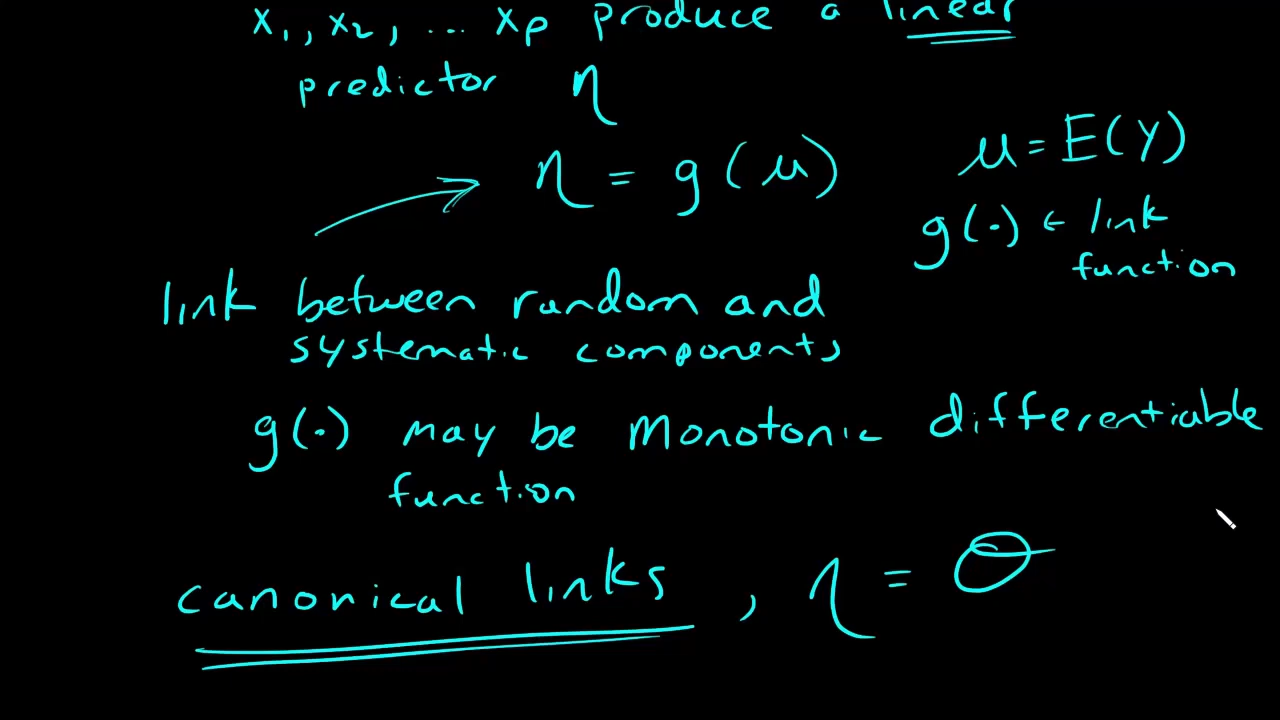 x₁, x₂, ... xₚ produce a linear
predictor η
η = g(μ)
μ = E(Y)
g(·) ← link
function
link between random and
systematic components
g(·) may be monotonic differentiable
function
canonical links, η = θ